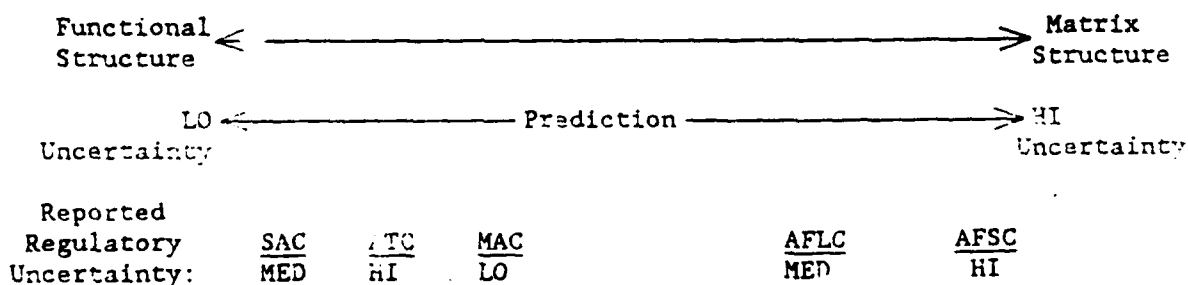 Functional Structure
Matrix Structure
LO Uncertainty
Prediction
HI Uncertainty
Reported Regulatory Uncertainty:
SAC MED
HI
MAC LO
AFLC MED
AFSC HI